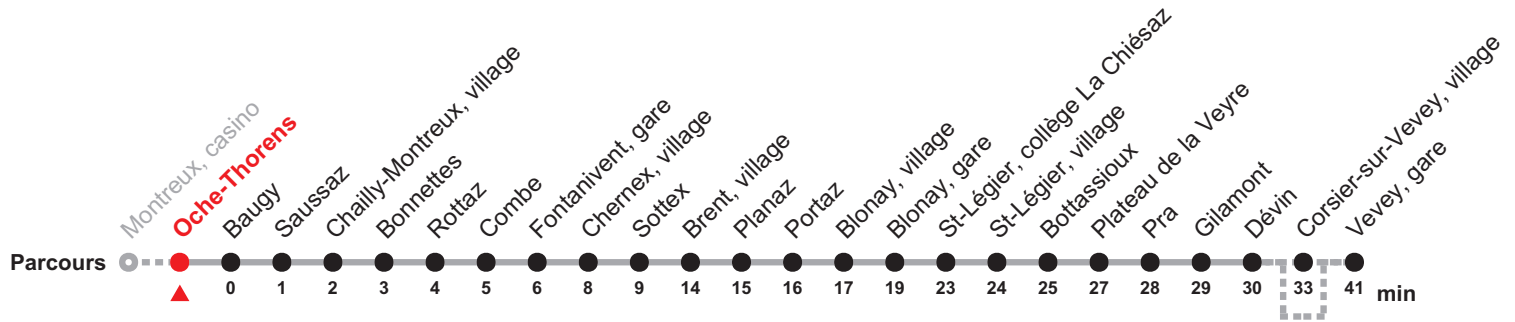 Montreux, casino
Oche-Thorens
Baugy
Saussaz
Chailly-Montreux, village
Bonnettes
Rottaz
Combe
Fontanivent, gare
Chernex, village
Sottex
Brent, village
Planaz
Portaz
Blonay, village
Blonay, gare
St-Légier, collège La Chiésaz
St-Légier, village
Bottassioux
Plateau de la Veyre
Pra
Gilamont
Dévin
Corsier-sur-Vevey, village
Vevey, gare
Parcours
0 1 2 3 4 5 6 8 9 14 15 16 17 19 23 24 25 27 28 29 30 33 41 min